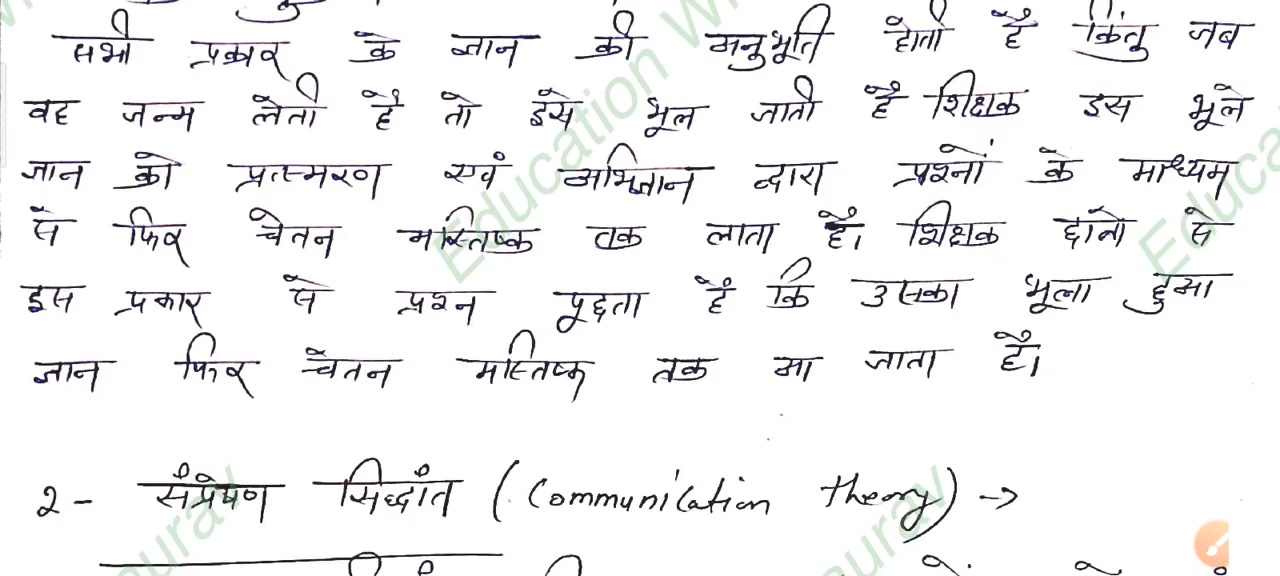 सभी प्रकार के ज्ञान की अनुभूति होती है किंतु जब
वह जन्म लेती है तो इसे भूल जाती है शिक्षक इस भूले
ज्ञान को प्रत्स्मरण एवं अभिज्ञान द्वारा प्रश्नों के माध्यम
से फिर चेतन मस्तिष्क तक लाता है। शिक्षक छात्रों से
इस प्रकार से प्रश्न पूछता है कि उसका भूला हुआ
ज्ञान फिर चेतन मस्तिष्क तक आ जाता है।
2- संप्रेषण सिद्धांत (Communication theory) →